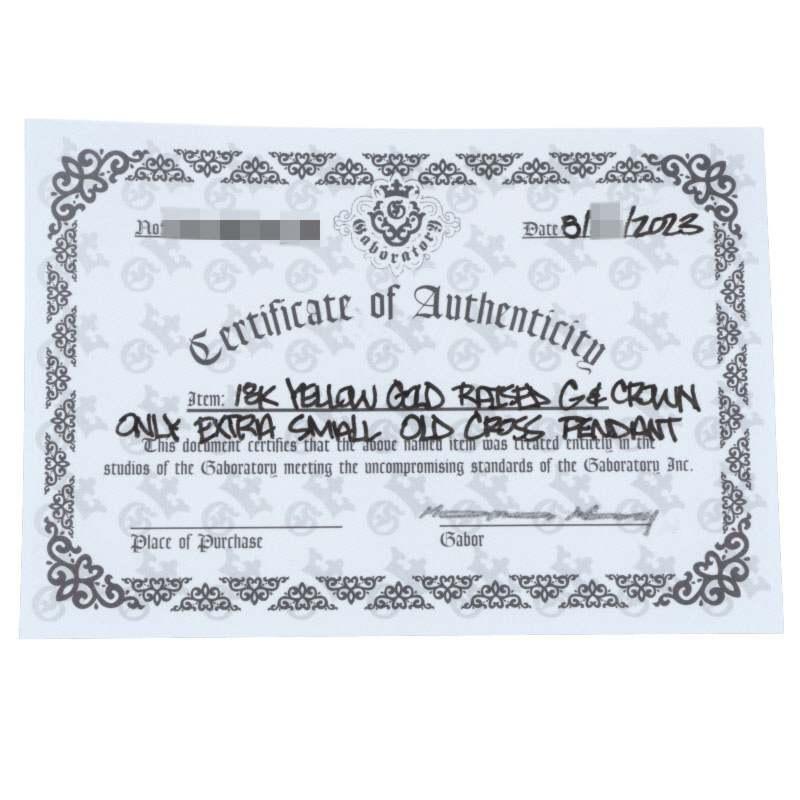 No
Gaboratory
Date 8/ /2023
Certificate of Authenticity
Item: 18K YELLOW GOLD RAISED G & CROWN
ONLY EXTRA SMALL OLD CROSS PENDANT
This document certifies that the above named item was created entirely in the
studios of the Gaboratory meeting the uncompromising standards of the Gaboratory Inc.
Place of Purchase
Gabor